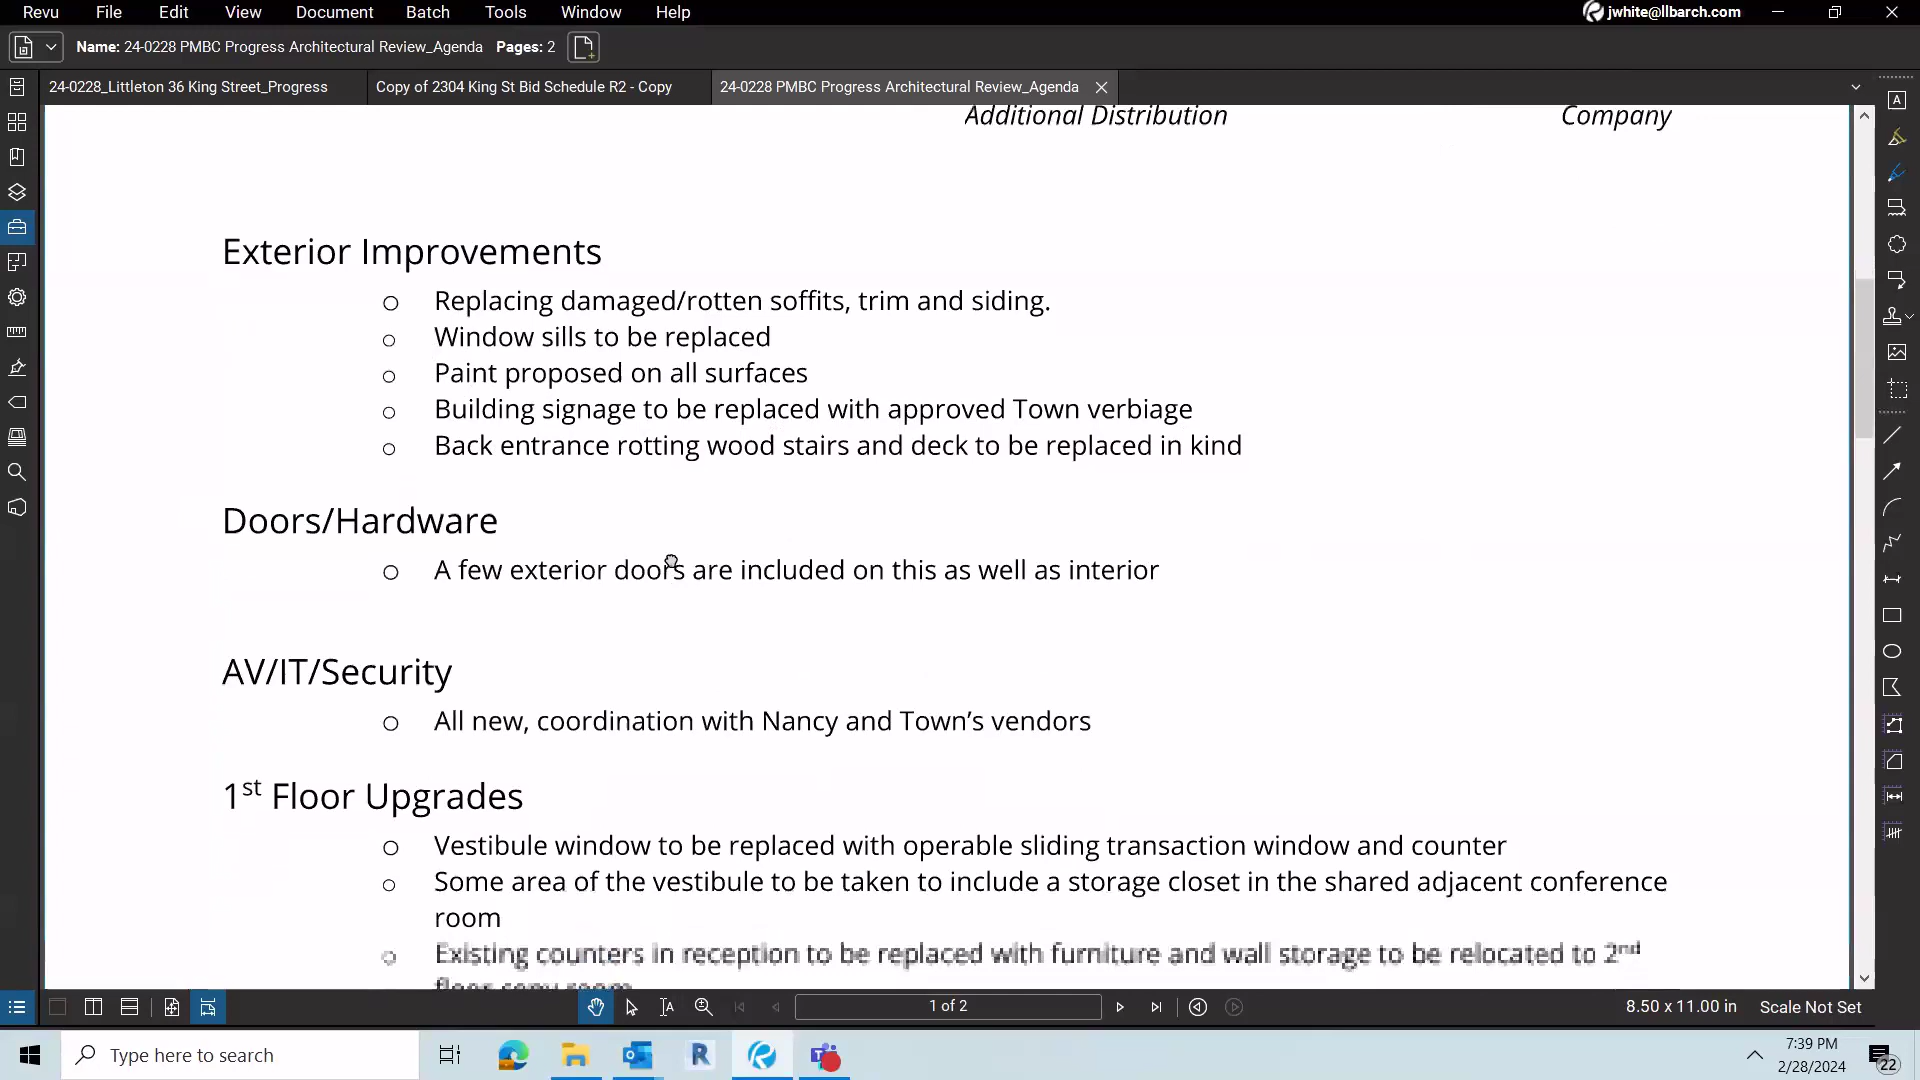 Revu File Edit View Document Batch Tools Window Help jwhite@llbarch.com
Name: 24-0228 PMBC Progress Architectural Review_Agenda Pages: 2
24-0228_Littleton 36 King Street_Progress Copy of 2304 King St Bid Schedule R2 - Copy 24-0228 PMBC Progress Architectural Review_Agenda
Additional Distribution Company
Exterior Improvements
Replacing damaged/rotten soffits, trim and siding.
Window sills to be replaced
Paint proposed on all surfaces
Building signage to be replaced with approved Town verbiage
Back entrance rotting wood stairs and deck to be replaced in kind
Doors/Hardware
A few exterior doors are included on this as well as interior
AV/IT/Security
All new, coordination with Nancy and Town's vendors
1st Floor Upgrades
Vestibule window to be replaced with operable sliding transaction window and counter
Some area of the vestibule to be taken to include a storage closet in the shared adjacent conference
room
Existing counters in reception to be replaced with furniture and wall storage to be relocated to 2nd
floor copy room
1 of 2 8.50 x 11.00 in Scale Not Set
Type here to search
7:39 PM
2/28/2024
22